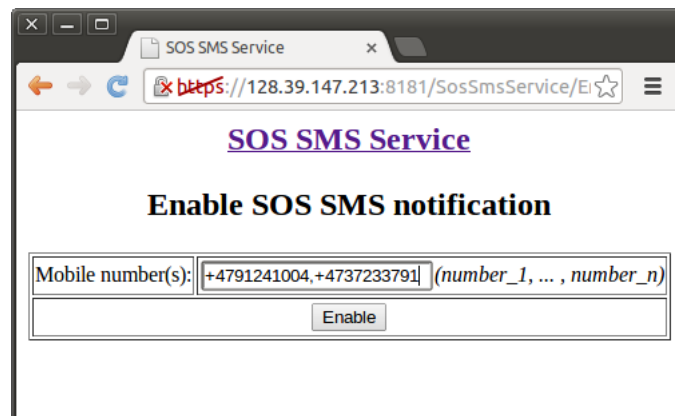 SOS SMS Service
https://128.39.147.213:8181/SosSmsService/E
SOS SMS Service
Enable SOS SMS notification
Mobile number(s): +4791241004,+4737233791 (number_1, ... , number_n)
Enable